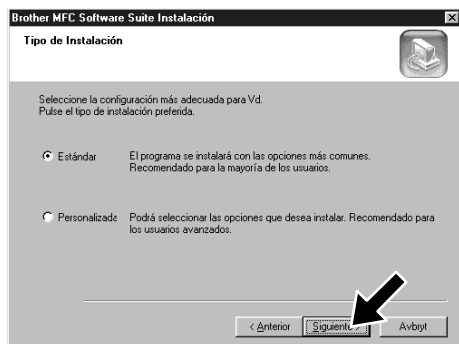 Brother MFC Software Suite Instalación
Tipo de Instalación
Seleccione la configuración más adecuada para Vd.
Pulse el tipo de instalación preferida.
Estándar
El programa se instalará con las opciones más comunes.
Recomendado para la mayoría de los usuarios.
Personalizada
Podrá seleccionar las opciones que desea instalar. Recomendado para
los usuarios avanzados.
< Anterior
Siguiente >
Avbryt